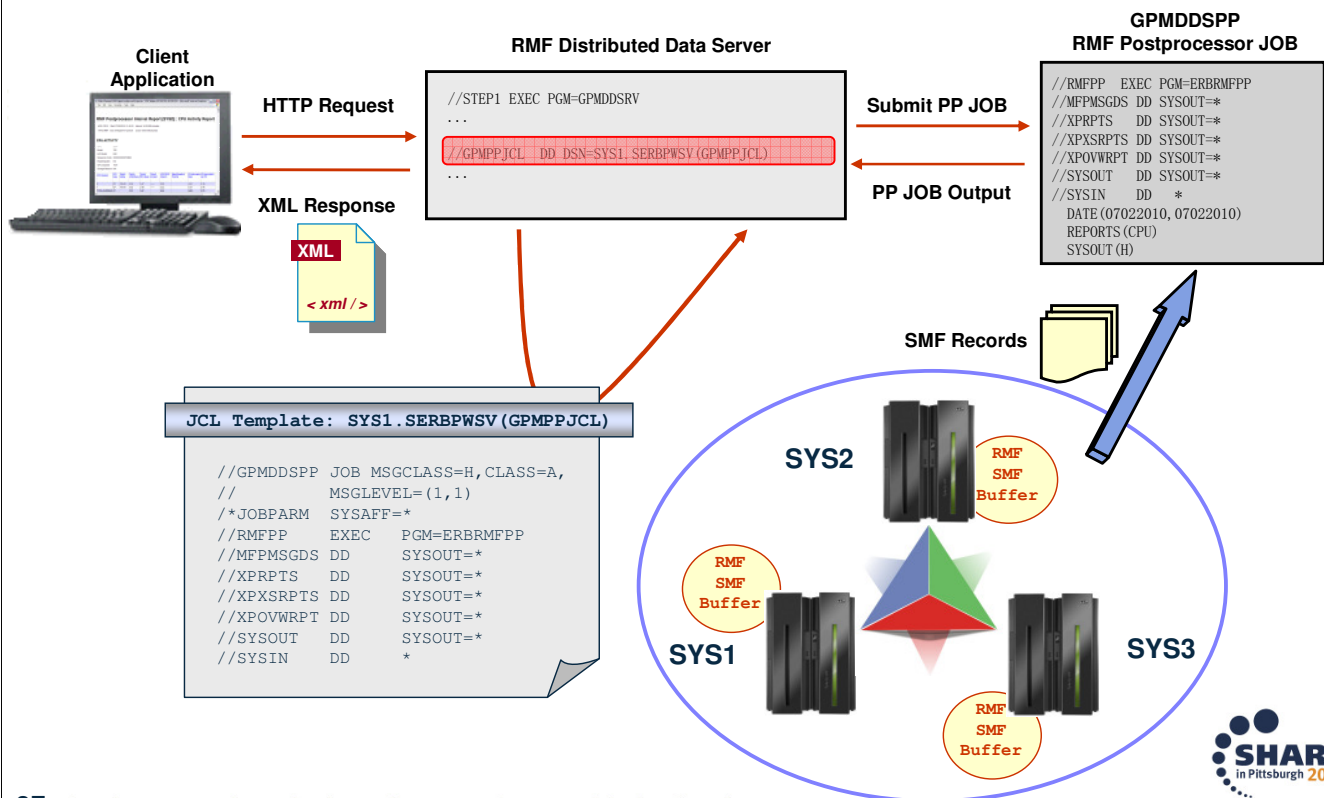 GPMDDSPP
RMF Postprocessor JOB
RMF Distributed Data Server
Client
Application
HTTP Request
XML Response
XML
< xml / >
//STEP1 EXEC PGM=GPMDDSRV
...
//GPMPPJCL DD DSN=SYS1.SERBPWSV(GPMPPJCL)
...
Submit PP JOB
PP JOB Output
//RMFPP EXEC PGM=ERBRMFPP
//MFPMSGDS DD SYSOUT=*
//XPRPTS DD SYSOUT=*
//XPXSRPTS DD SYSOUT=*
//XPOVWRPT DD SYSOUT=*
//SYSOUT DD SYSOUT=*
//SYSIN DD *
DATE(07022010,07022010)
REPORTS(CPU)
SYSOUT(H)
SMF Records
JCL Template: SYS1.SERBPWSV(GPMPPJCL)
//GPMDDSPP JOB MSGCLASS=H,CLASS=A,
// MSGLEVEL=(1,1)
/*JOBPARM SYSAFF=*
//RMFPP EXEC PGM=ERBRMFPP
//MFPMSGDS DD SYSOUT=*
//XPRPTS DD SYSOUT=*
//XPXSRPTS DD SYSOUT=*
//XPOVWRPT DD SYSOUT=*
//SYSOUT DD SYSOUT=*
//SYSIN DD *
SYS2
RMF
SMF
Buffer
RMF
SMF
Buffer
SYS1
SYS3
RMF
SMF
Buffer
SHAR
in Pittsburgh 20